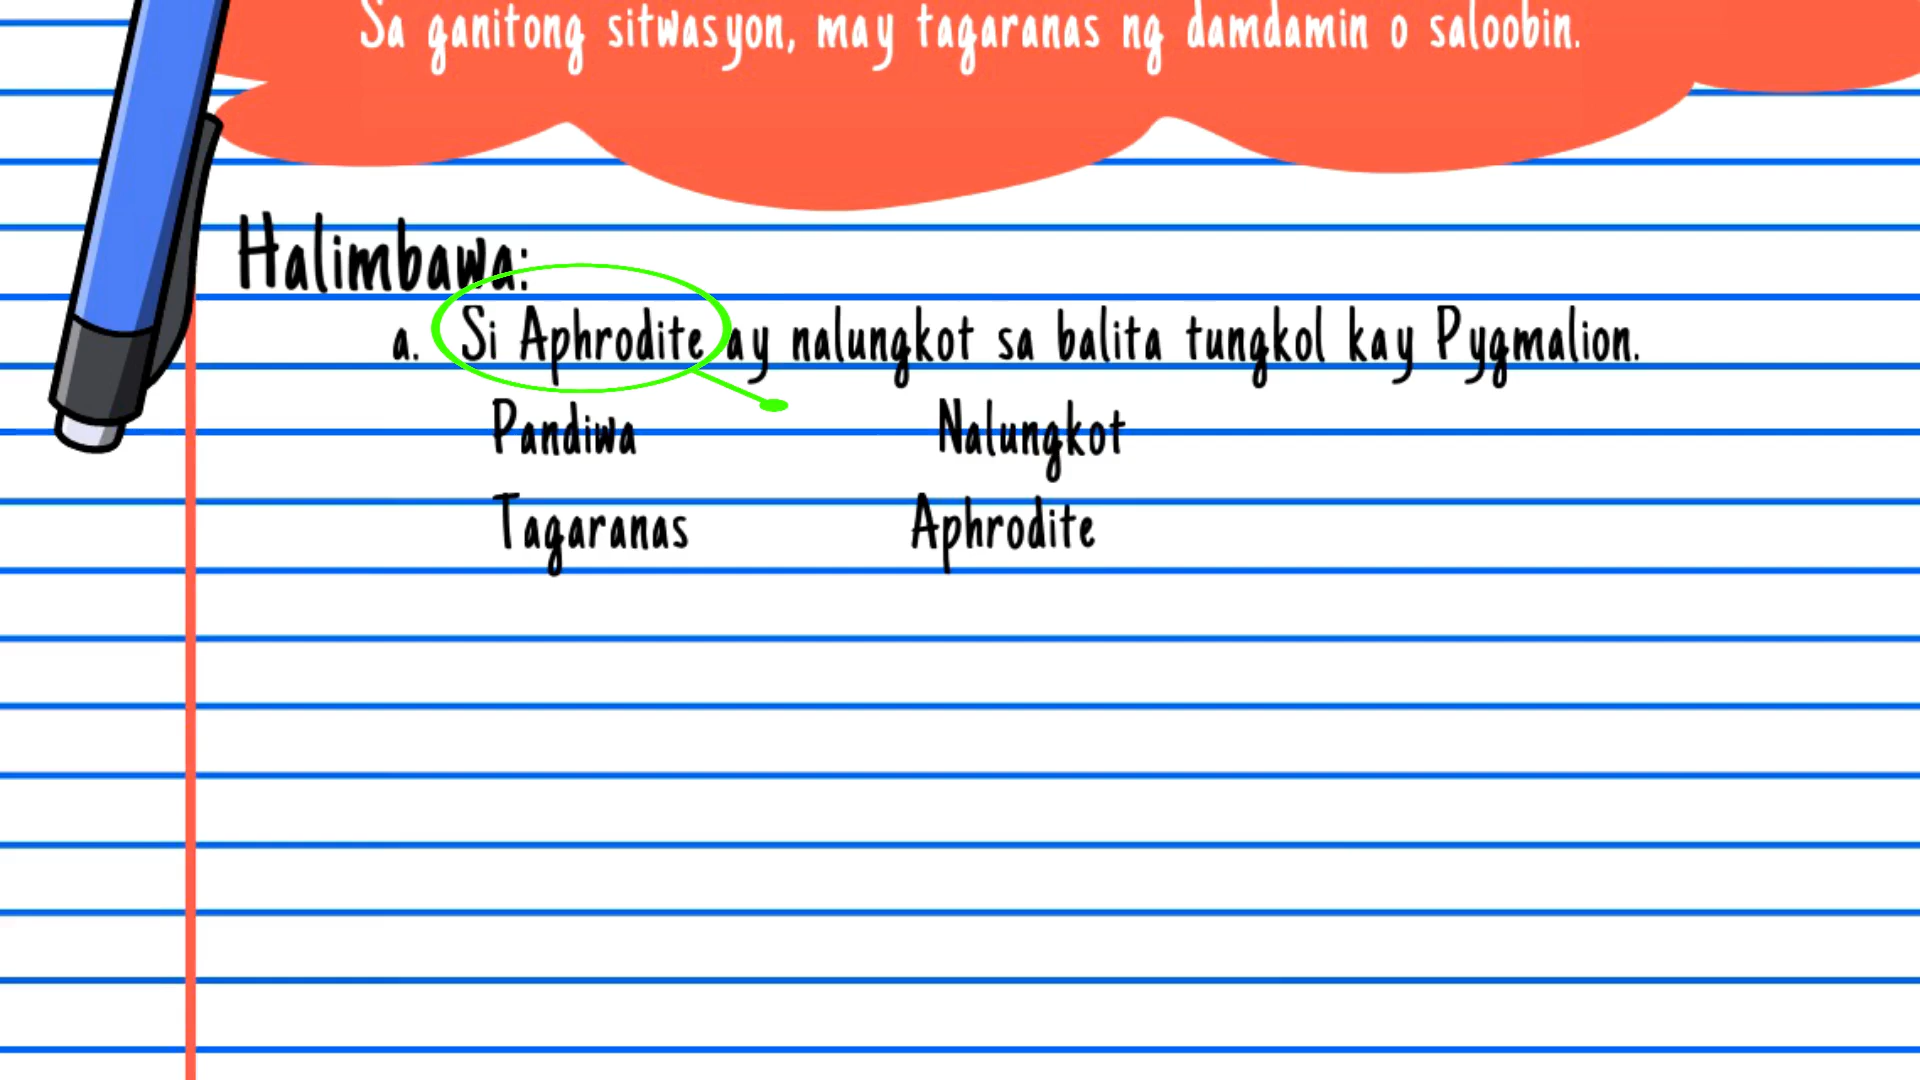 Sa ganitong sitwasyon, may tagaranas ng damdamin o saloobin.
Halimbawa:
a. Si Aphrodite ay nalungkot sa balita tungkol kay Pygmalion.
Pandiwa Nalungkot
Tagaranas Aphrodite